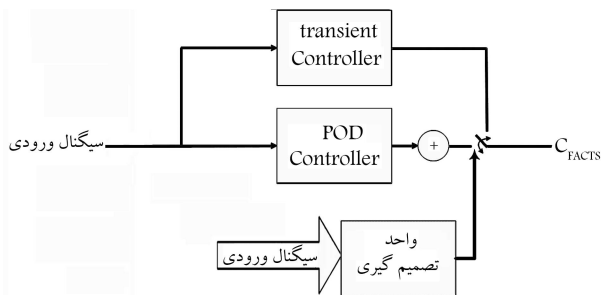 transient
Controller
سیگنال ورودی
POD
Controller
+
C_FACTS
سیگنال ورودی
واحد
تصمیم گیری